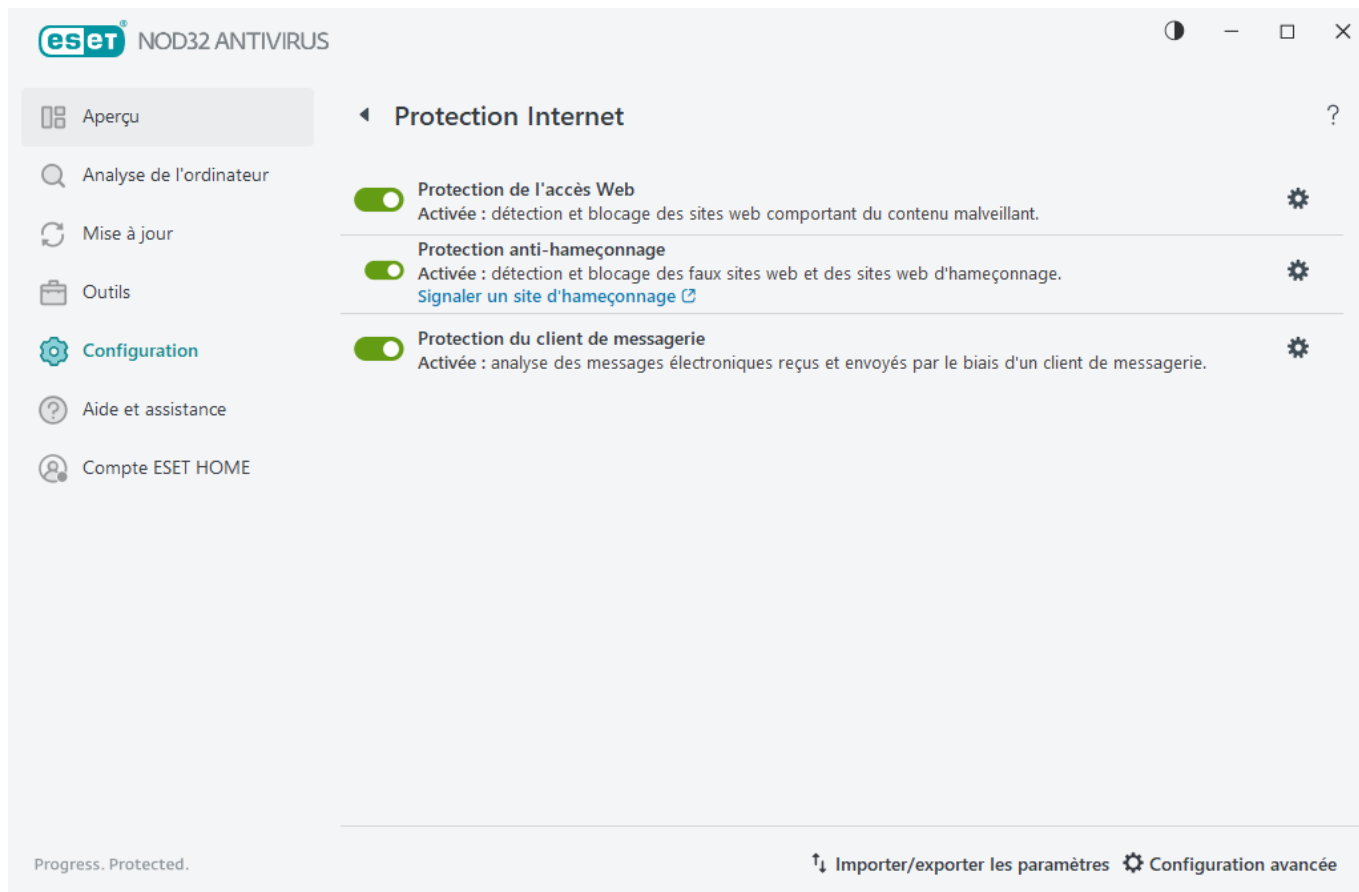 eset® NOD32 ANTIVIRUS
Aperçu
Analyse de l'ordinateur
Mise à jour
Outils
Configuration
Aide et assistance
Compte ESET HOME
Protection Internet
?
Protection de l'accès Web
Activée : détection et blocage des sites web comportant du contenu malveillant.
Protection anti-hameçonnage
Activée : détection et blocage des faux sites web et des sites web d'hameçonnage.
Signaler un site d'hameçonnage
Protection du client de messagerie
Activée : analyse des messages électroniques reçus et envoyés par le biais d'un client de messagerie.
Progress. Protected.
Importer/exporter les paramètres
Configuration avancée